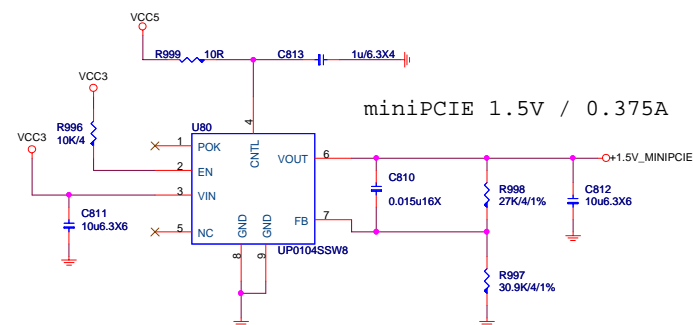 VCC5
R999
10R
C813
1u/6.3X4
miniPCIE 1.5V / 0.375A
VCC3
VCC3
R996
10K/4
U80
4
CNTL
1
POK
2
EN
3
VIN
5
NC
VOUT
6
FB
7
GND
GND
8
9
UP0104SSW8
C811
10u6.3X6
C810
0.015u16X
R998
27K/4/1%
C812
10u6.3X6
+1.5V_MINIPCIE
R997
30.9K/4/1%